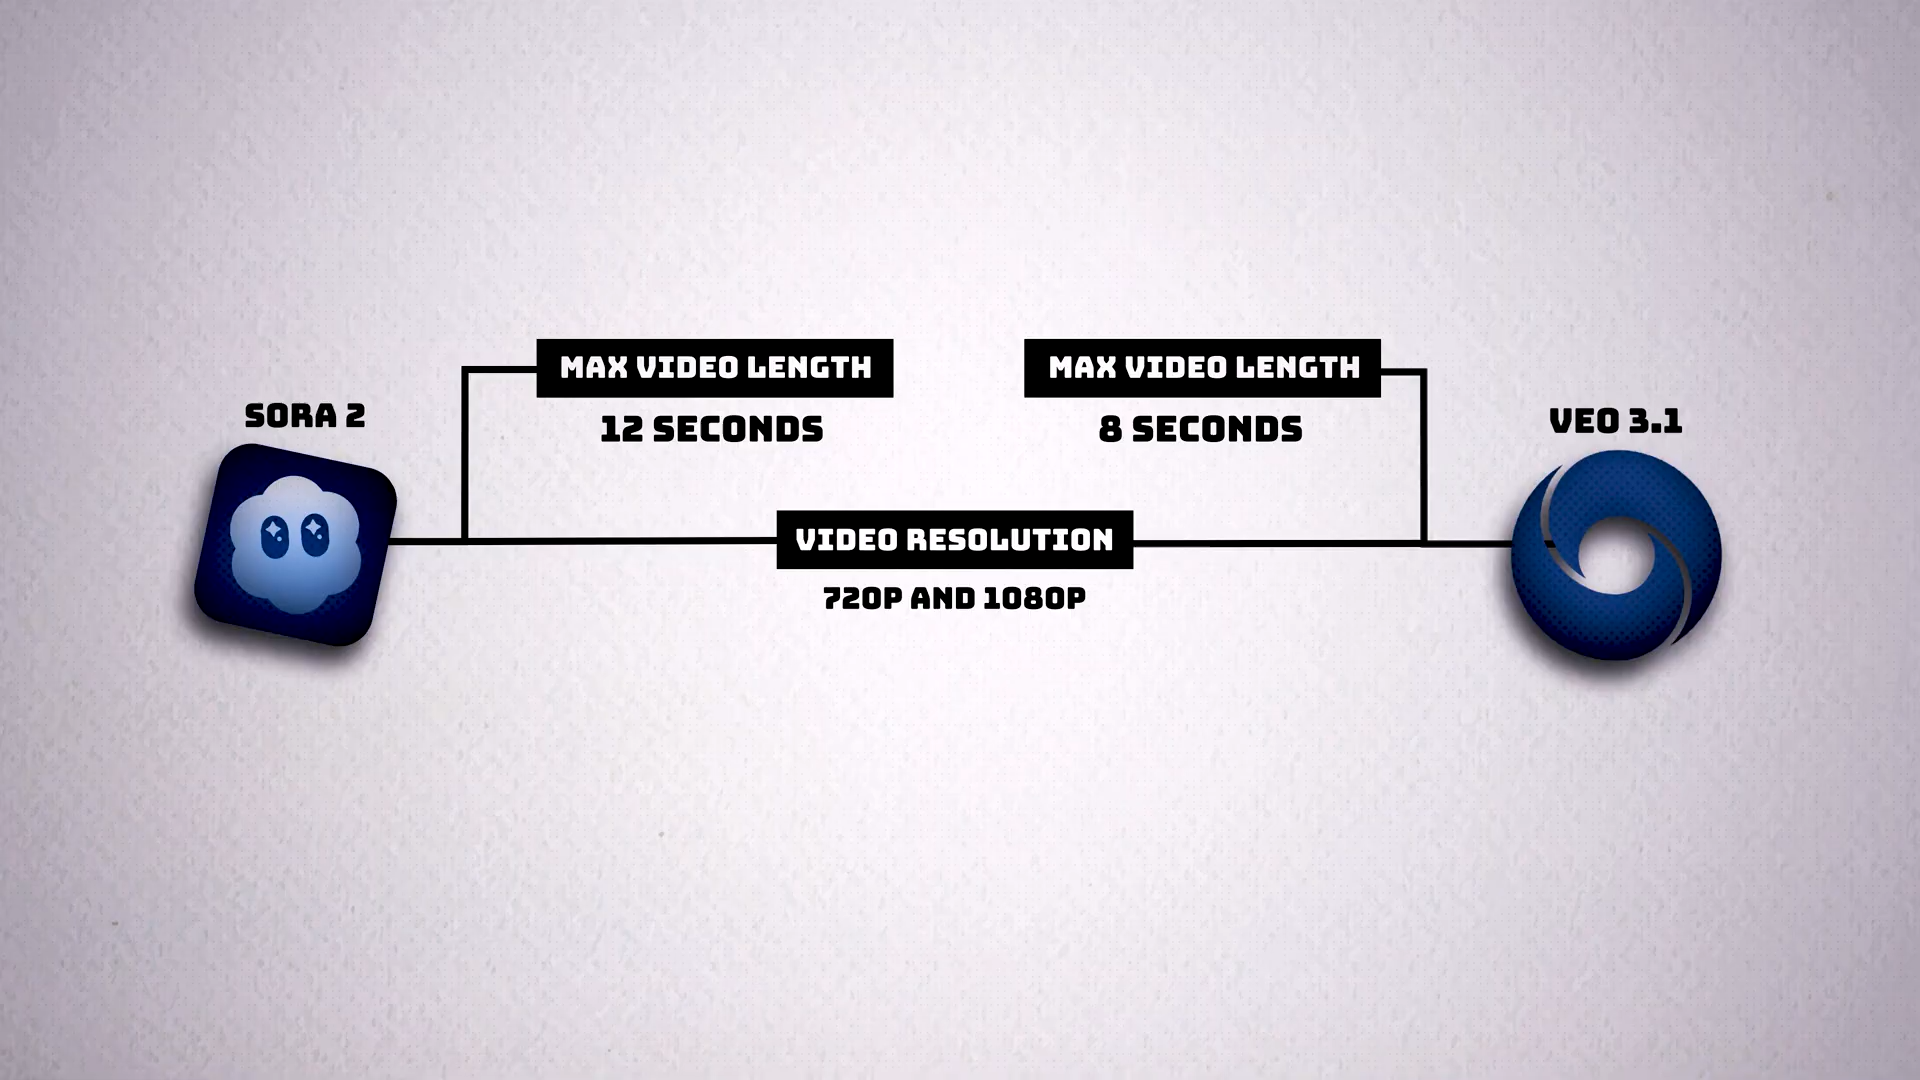 SORA 2
MAX VIDEO LENGTH
12 SECONDS
MAX VIDEO LENGTH
8 SECONDS
VEO 3.1
VIDEO RESOLUTION
720P AND 1080P